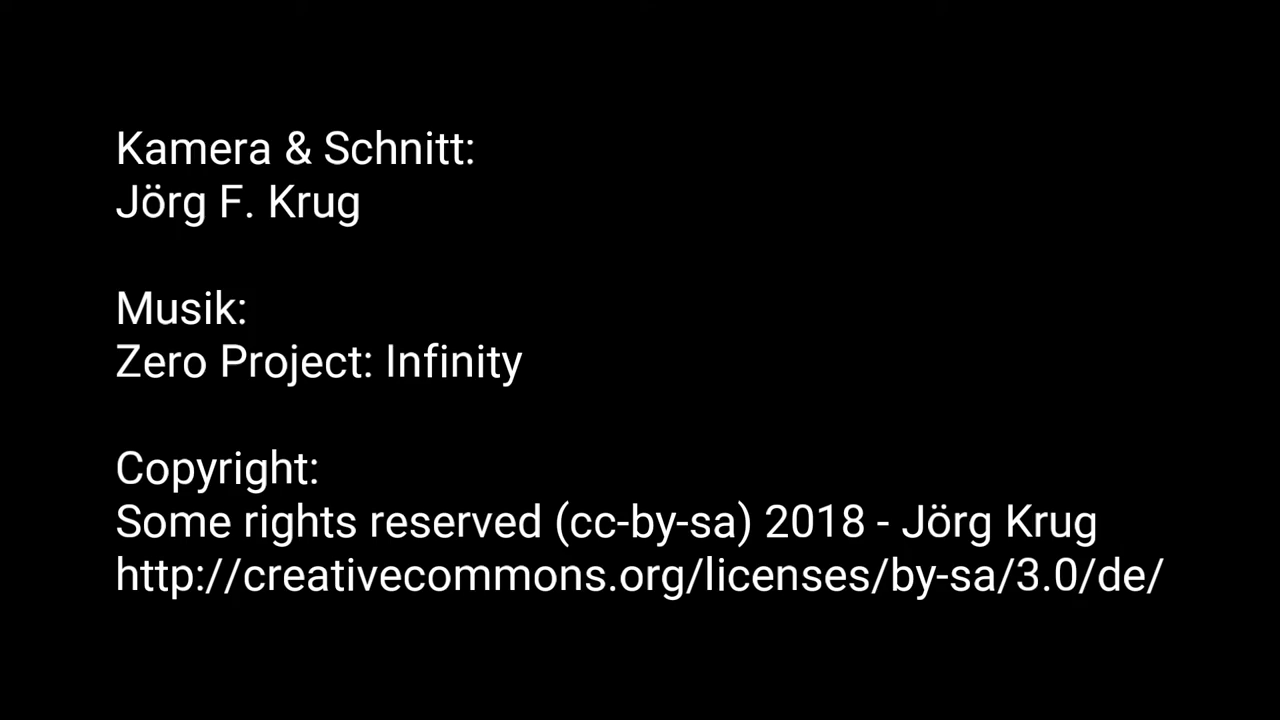 Kamera & Schnitt:
Jörg F. Krug
Musik:
Zero Project: Infinity
Copyright:
Some rights reserved (cc-by-sa) 2018 - Jörg Krug
http://creativecommons.org/licenses/by-sa/3.0/de/